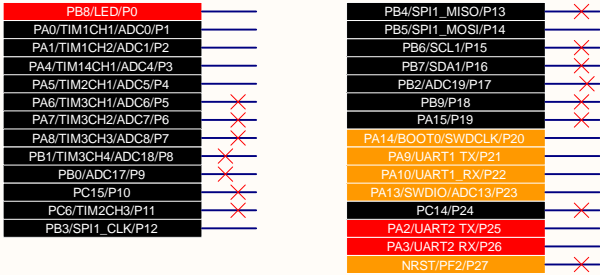 PB8/LED/P0
PA0/TIM1CH1/ADC0/P1
PA1/TIM1CH2/ADC1/P2
PA4/TIM14CH1/ADC4/P3
PA5/TIM2CH1/ADC5/P4
PA6/TIM3CH1/ADC6/P5
PA7/TIM3CH2/ADC7/P6
PA8/TIM3CH3/ADC8/P7
PB1/TIM3CH4/ADC18/P8
PB0/ADC17/P9
PC15/P10
PC6/TIM2CH3/P11
PB3/SPI1_CLK/P12
PB4/SPI1_MISO/P13
PB5/SPI1_MOSI/P14
PB6/SCL1/P15
PB7/SDA1/P16
PB2/ADC19/P17
PB9/P18
PA15/P19
PA14/BOOT0/SWDCLK/P20
PA9/UART1 TX/P21
PA10/UART1_RX/P22
PA13/SWDIO/ADC13/P23
PC14/P24
PA2/UART2 TX/P25
PA3/UART2 RX/P26
NRST/PF2/P27